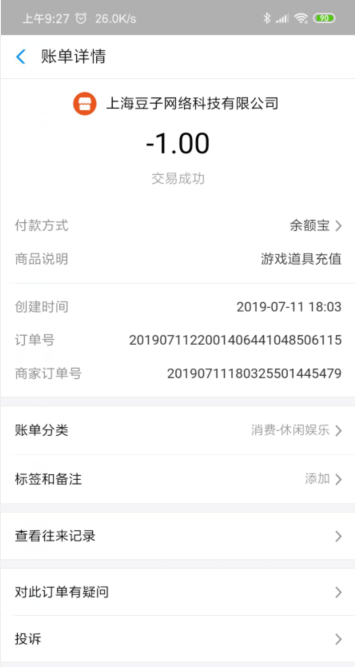 上午9:27 26.0K/s 90
账单详情
上海豆子网络科技有限公司
-1.00
交易成功
付款方式 余额宝
商品说明 游戏道具充值
创建时间 2019-07-11 18:03
订单号 2019071122001406441048506115
商家订单号 20190711180325501445479
账单分类 消费-休闲娱乐
标签和备注 添加
查看往来记录
对此订单有疑问
投诉